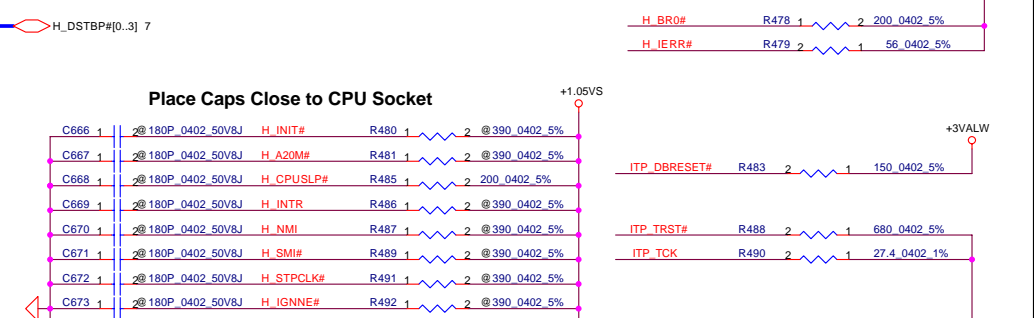 H_BR0# R478 1 2 200_0402_5%
H_DSTBP#[0..3] 7
H_IERR# R479 2 1 56_0402_5%
Place Caps Close to CPU Socket
+1.05VS
+3VALW
C666 1 2 @180P_0402_50V8J H_INIT# R480 1 2 @390_0402_5%
C667 1 2 @180P_0402_50V8J H_A20M# R481 1 2 @390_0402_5%
ITP_DBRESET# R483 2 1 150_0402_5%
C668 1 2 @180P_0402_50V8J H_CPUSLP# R485 1 2 200_0402_5%
C669 1 2 @180P_0402_50V8J H_INTR R486 1 2 @390_0402_5%
C670 1 2 @180P_0402_50V8J H_NMI R487 1 2 @390_0402_5%
ITP_TRST# R488 2 1 680_0402_5%
C671 1 2 @180P_0402_50V8J H_SMI# R489 1 2 @390_0402_5%
ITP_TCK R490 2 1 27.4_0402_1%
C672 1 2 @180P_0402_50V8J H_STPCLK# R491 1 2 @390_0402_5%
C673 1 2 @180P_0402_50V8J H_IGNNE# R492 1 2 @390_0402_5%